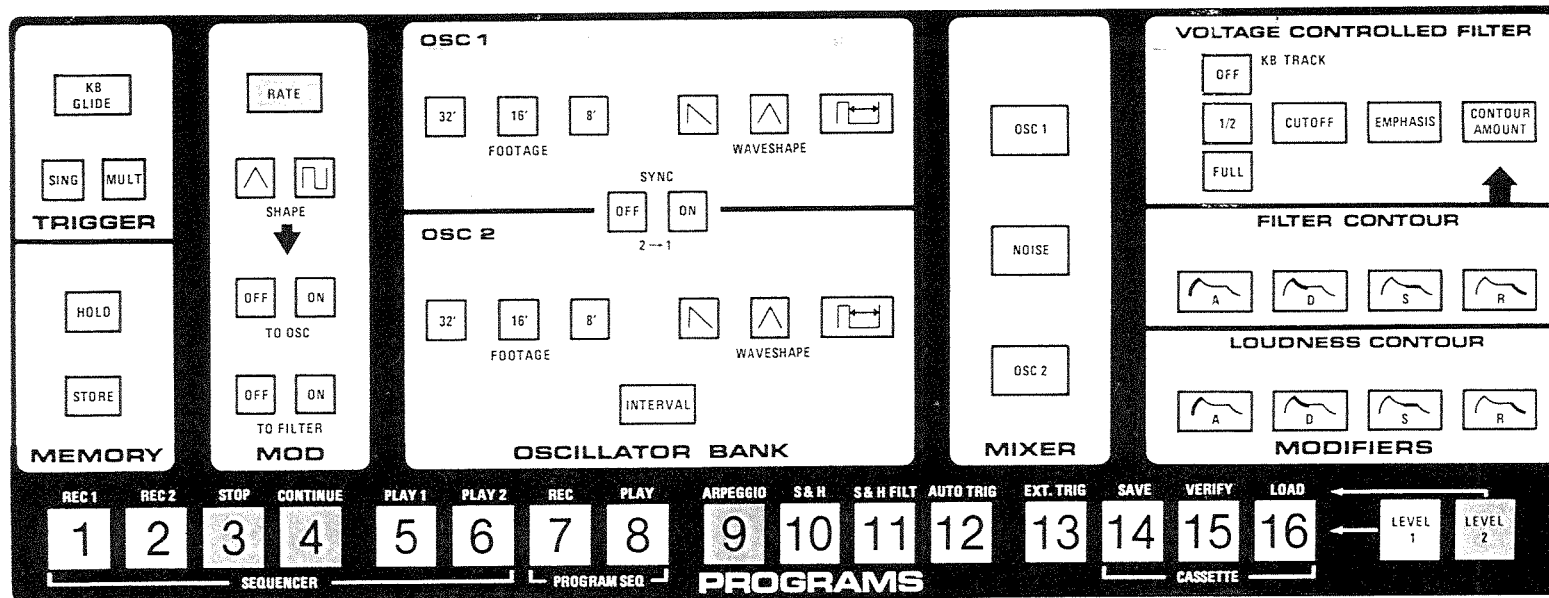 KB
GLIDE
SING MULT
TRIGGER
HOLD
STORE
MEMORY
RATE
SHAPE
OFF ON
TO OSC
OFF ON
TO FILTER
MOD
OSC 1
32' 16' 8'
FOOTAGE WAVESHAPE
SYNC
OFF ON
2→1
OSC 2
32' 16' 8'
FOOTAGE WAVESHAPE
INTERVAL
OSCILLATOR BANK
OSC 1
NOISE
OSC 2
MIXER
VOLTAGE CONTROLLED FILTER
OFF KB TRACK
1/2 CUTOFF EMPHASIS CONTOUR
AMOUNT
FULL
FILTER CONTOUR
A D S R
LOUDNESS CONTOUR
A D S R
MODIFIERS
REC 1 REC 2 STOP CONTINUE PLAY 1 PLAY 2 REC PLAY ARPEGGIO S & H S & H FILT AUTO TRIG EXT. TRIG SAVE VERIFY LOAD
1 2 3 4 5 6 7 8 9 10 11 12 13 14 15 16
LEVEL
1
LEVEL
2
SEQUENCER PROGRAM SEQ PROGRAMS CASSETTE